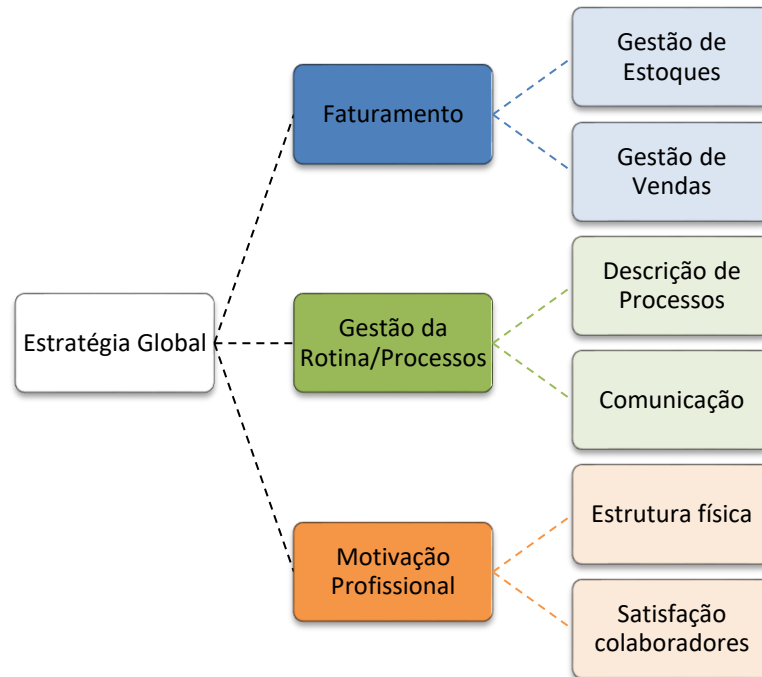 Gestão de
Estoques
Faturamento
Gestão de
Vendas
Descrição de
Processos
Estratégia Global
Gestão da
Rotina/Processos
Comunicação
Estrutura física
Motivação
Profissional
Satisfação
colaboradores